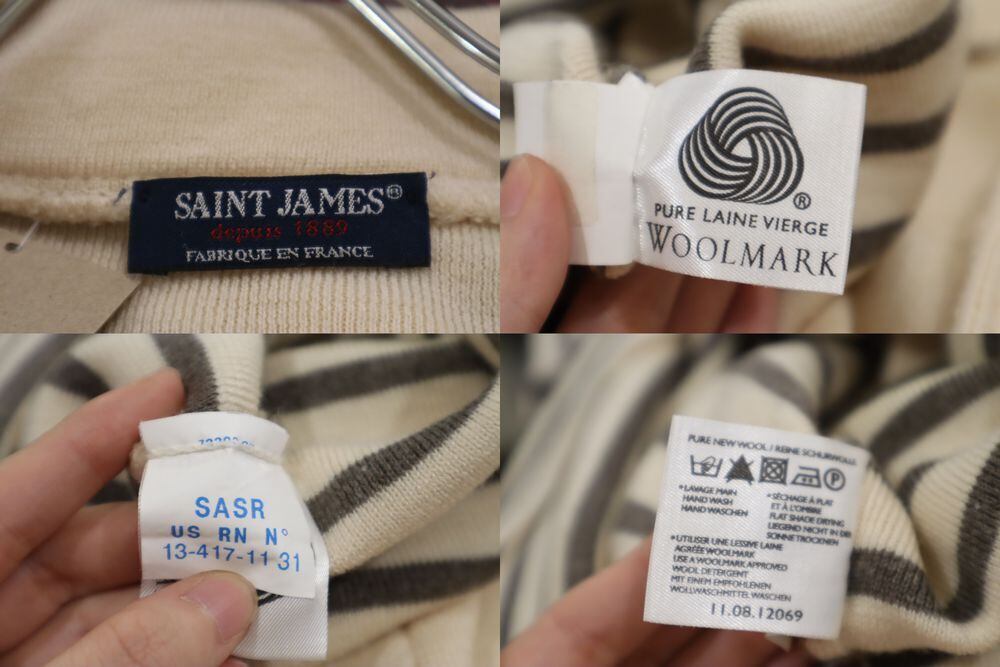 SAINT JAMES®
depuis 1889
FABRIQUE EN FRANCE
®
PURE LAINE VIERGE
WOOLMARK
SASR
US RN N°
13-417-11 31
PURE NEW WOOL / REINE SCHURWOLLE
P
*LAVAGE MAIN
HAND WASH
HAND WASCHEN
*SÉCHAGE À PLAT
ET À L'OMBRE
FLAT SHADE DRYING
LIEGEND NICHT IN DER
SONNE TROCKNEN
*UTILISER UNE LESSIVE LAINE
AGRÉÉE WOOLMARK
USE A WOOLMARK APPROVED
WOOL DETERGENT
MIT EINEM EMPFOHLENEN
WOLLWASCHMITTEL WASCHEN
11.08.12069